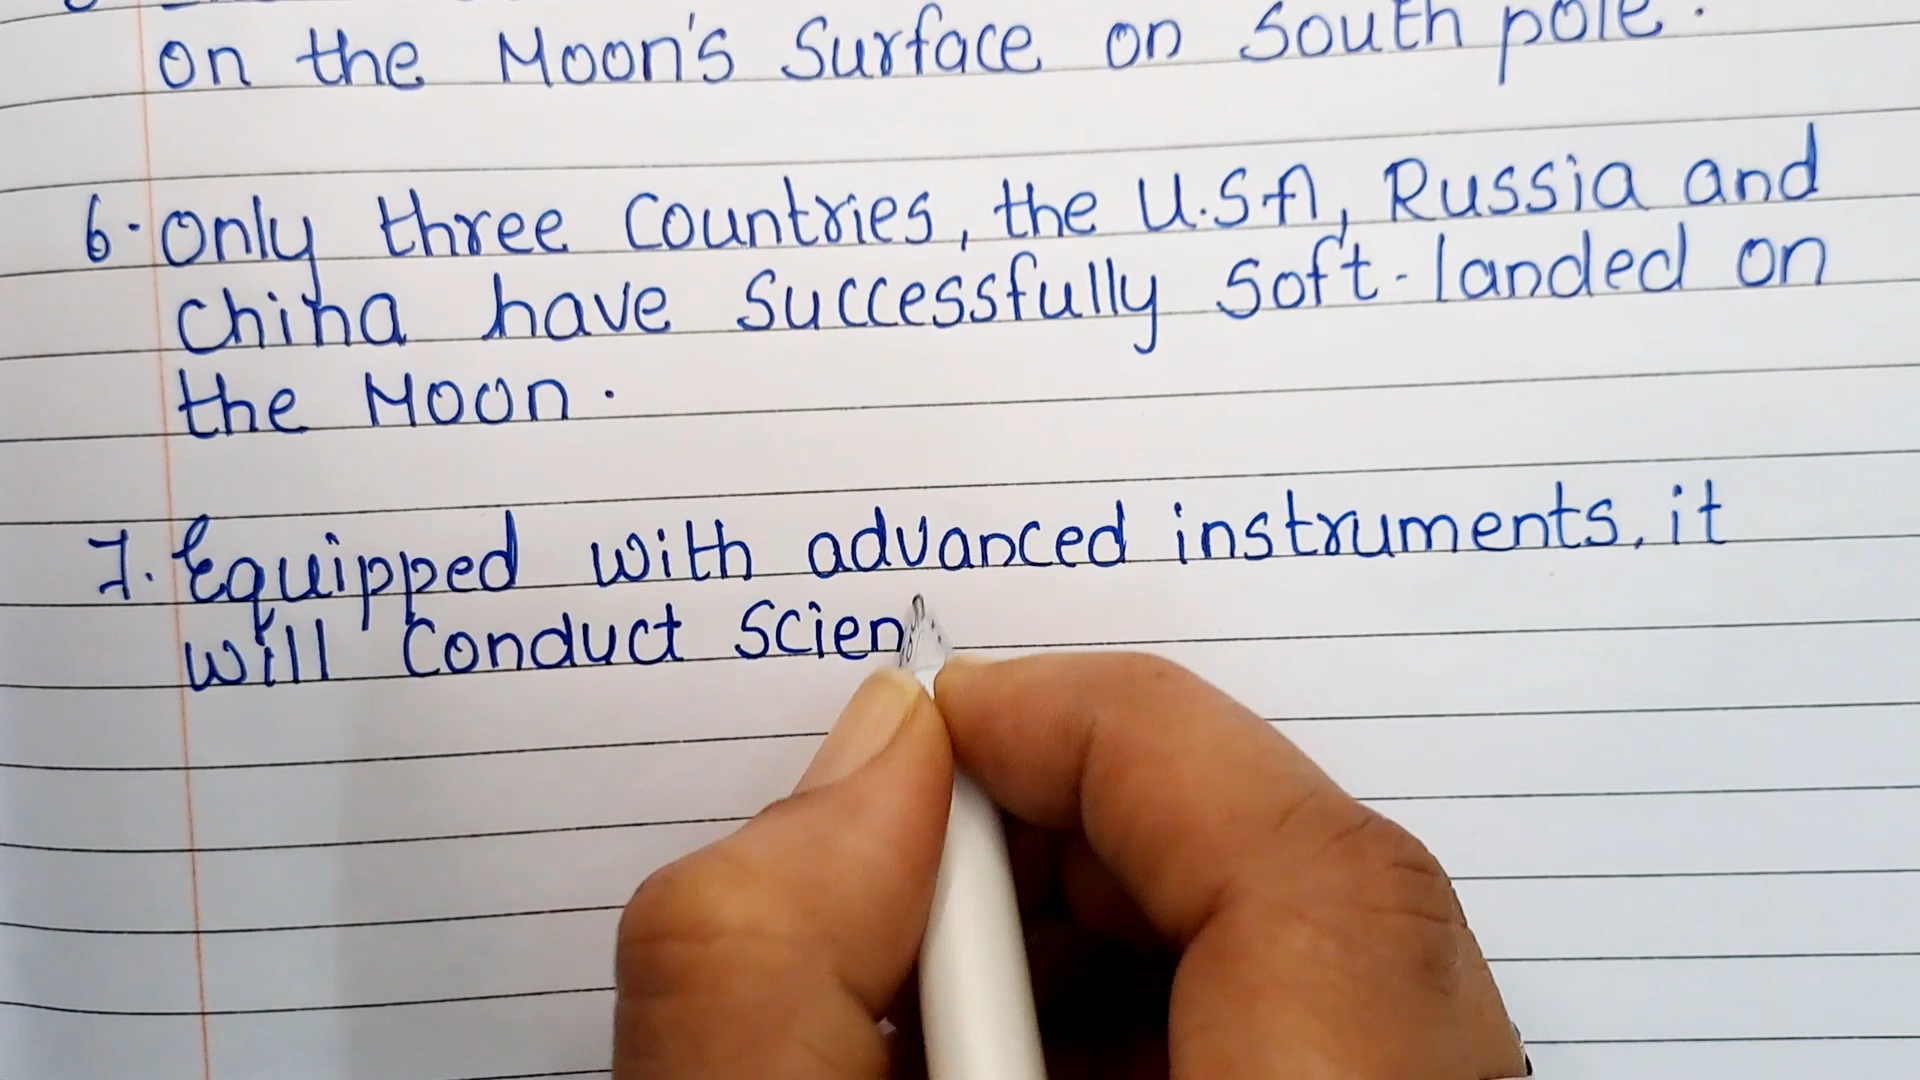 on the Moon's Surface on South pole.
6. Only three Countries, the U.S.A, Russia and
China have Successfully Soft-landed on
the Moon.
7. Equipped with advanced instruments, it
will Conduct Scien